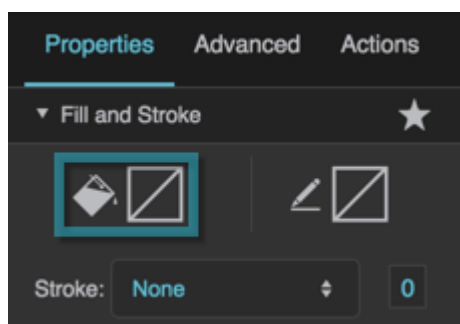 Properties Advanced Actions
Fill and Stroke
Stroke: None 0